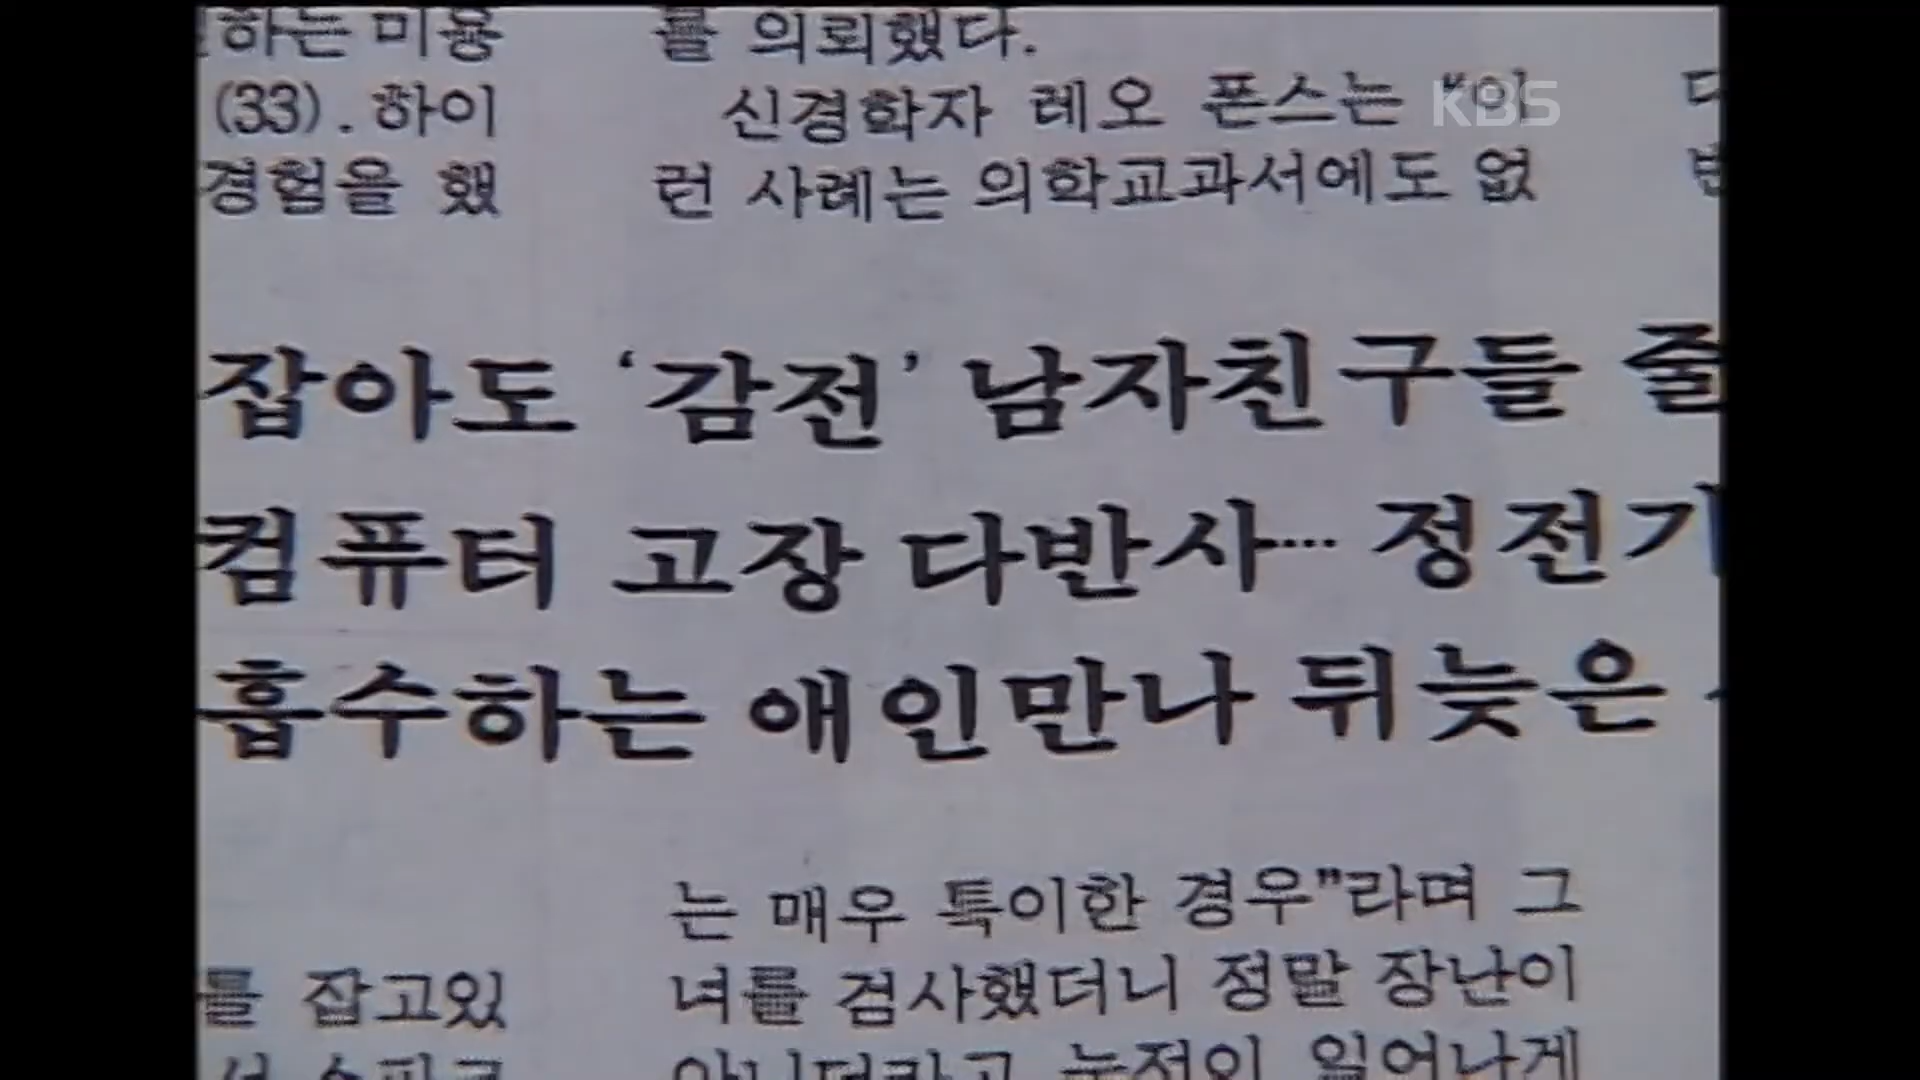 하는 미용
(33). 하이
경험을 했
를 의뢰했다.
신경화자 레오 푠스는 "이
런 사례는 의학교과서에도 없
KBS
잡아도 '감전' 남자친구들 줄
컴퓨터 고장 다반사… 정전기
흡수하는 애인만나 뒤늦은
를 잡고있
는 매우 특이한 경우"라며 그
녀를 검사했더니 정말 장난이